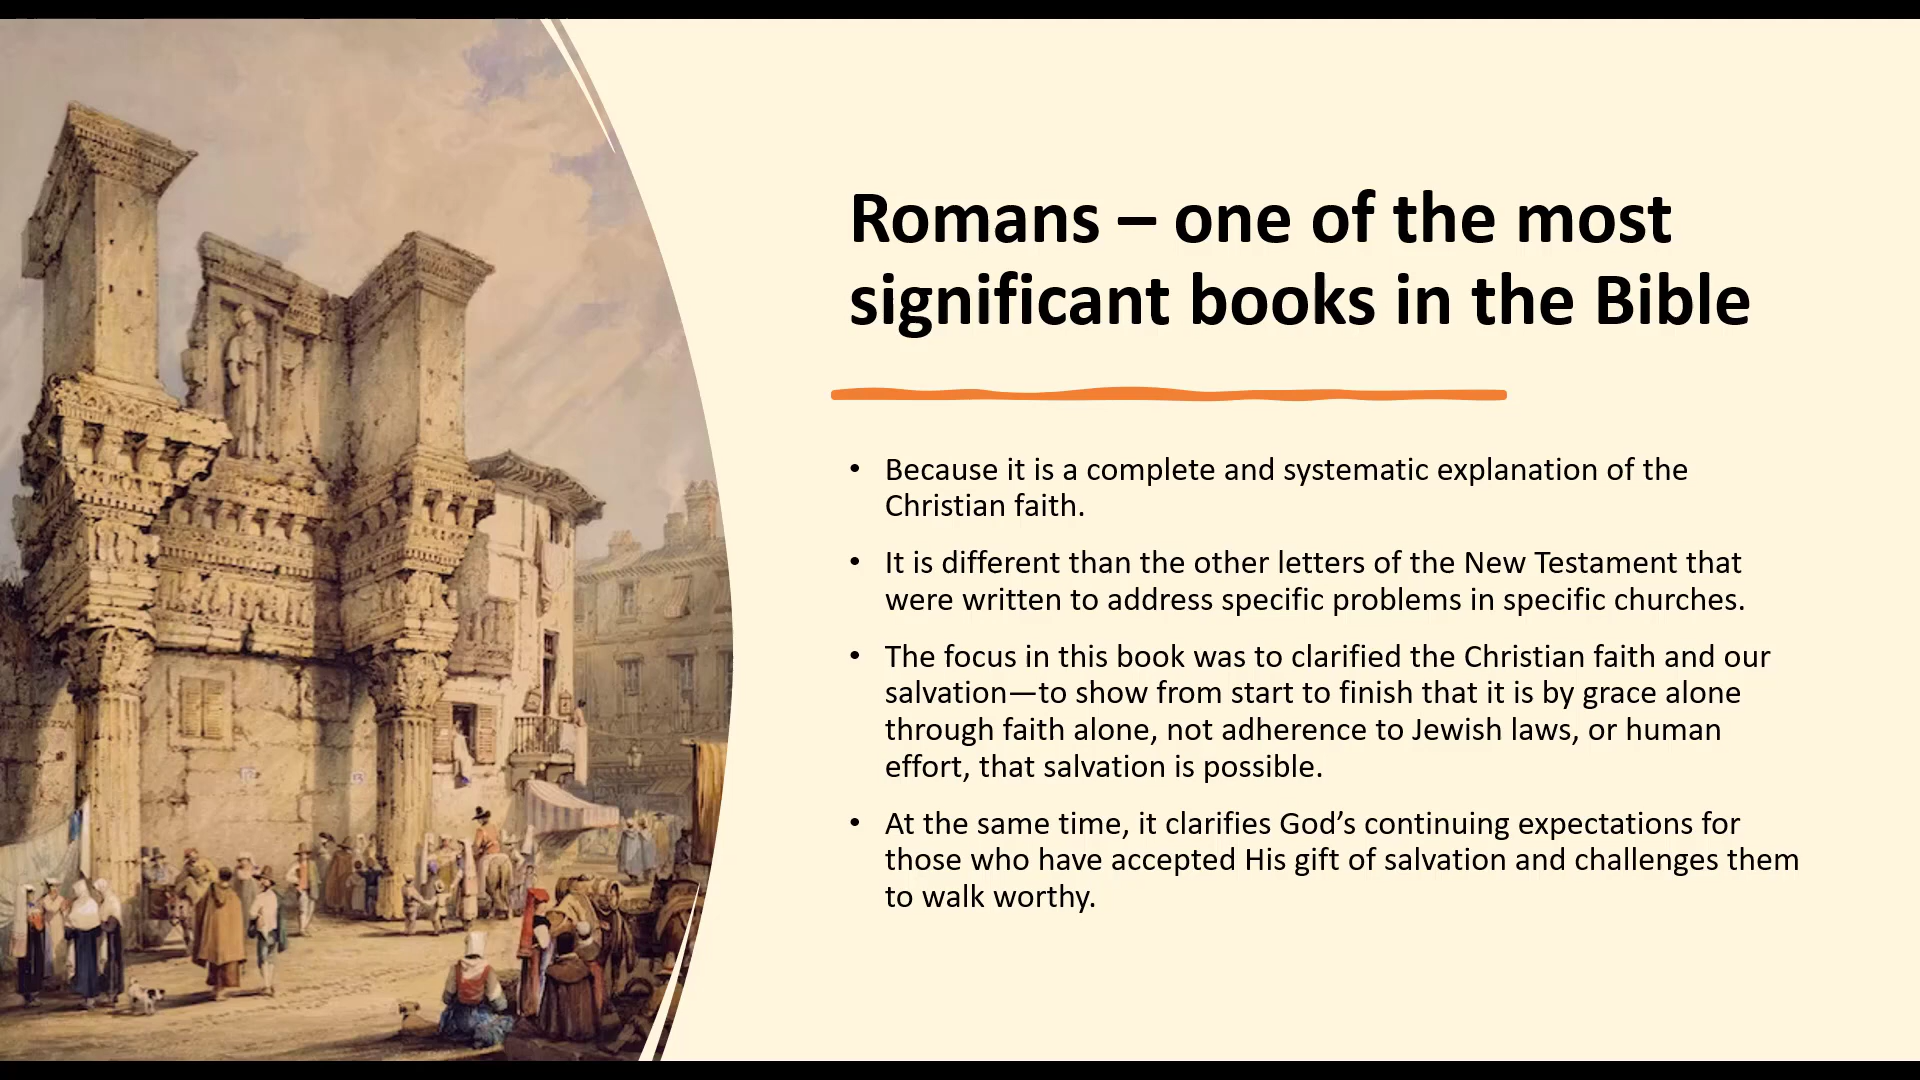 Romans – one of the most
significant books in the Bible
• Because it is a complete and systematic explanation of the
Christian faith.
• It is different than the other letters of the New Testament that
were written to address specific problems in specific churches.
• The focus in this book was to clarified the Christian faith and our
salvation—to show from start to finish that it is by grace alone
through faith alone, not adherence to Jewish laws, or human
effort, that salvation is possible.
• At the same time, it clarifies God’s continuing expectations for
those who have accepted His gift of salvation and challenges them
to walk worthy.